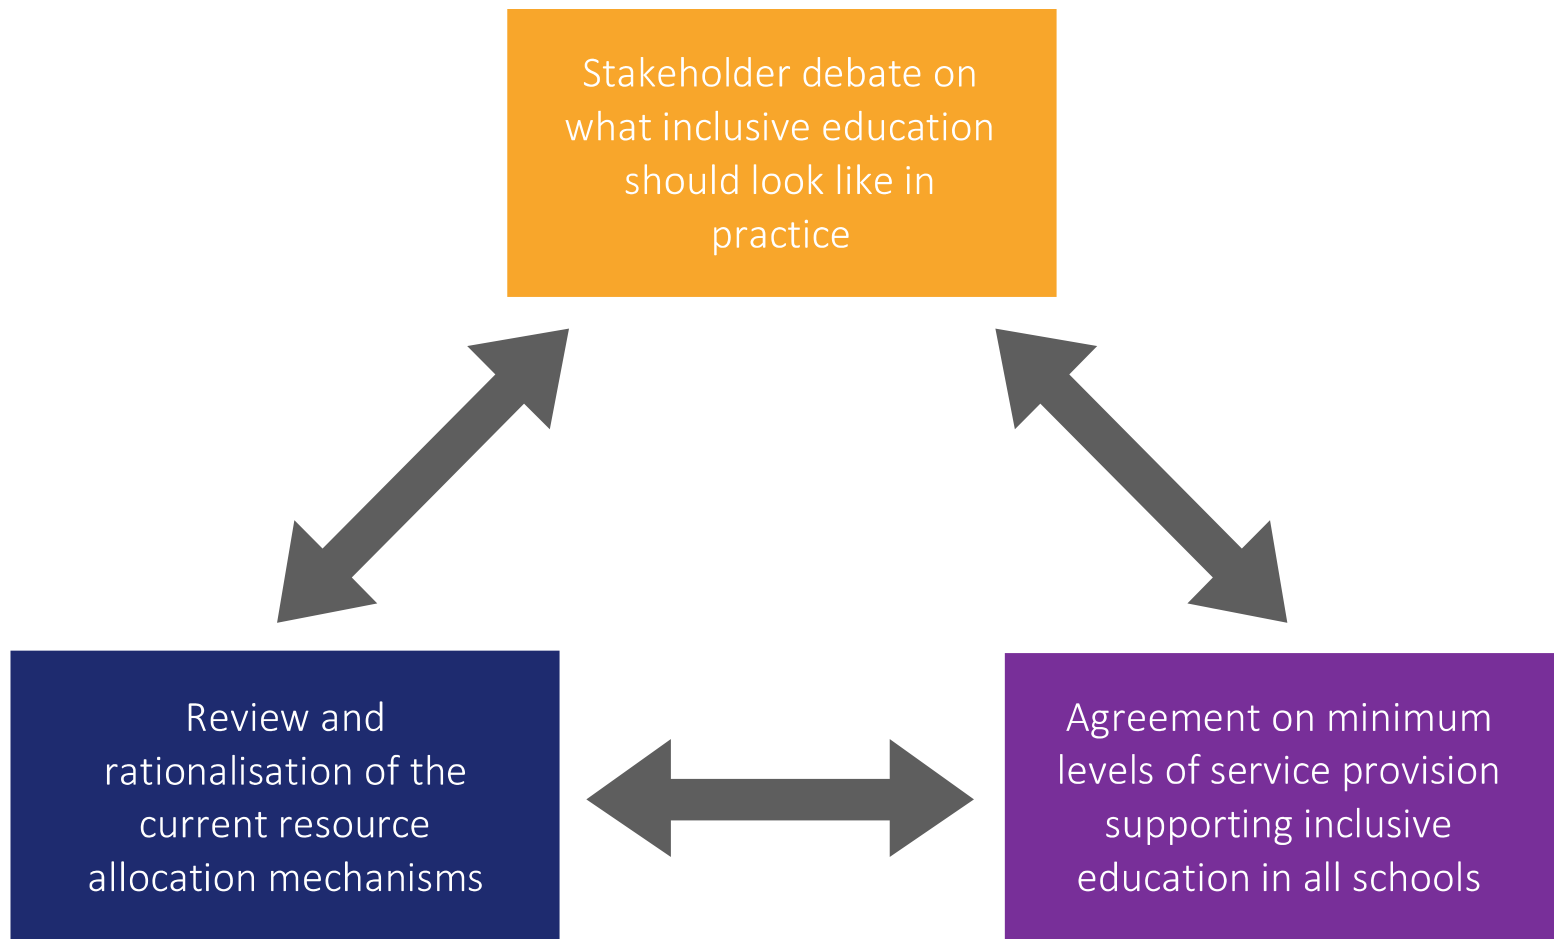 Stakeholder debate on
what inclusive education
should look like in
practice
Review and
rationalisation of the
current resource
allocation mechanisms
Agreement on minimum
levels of service provision
supporting inclusive
education in all schools